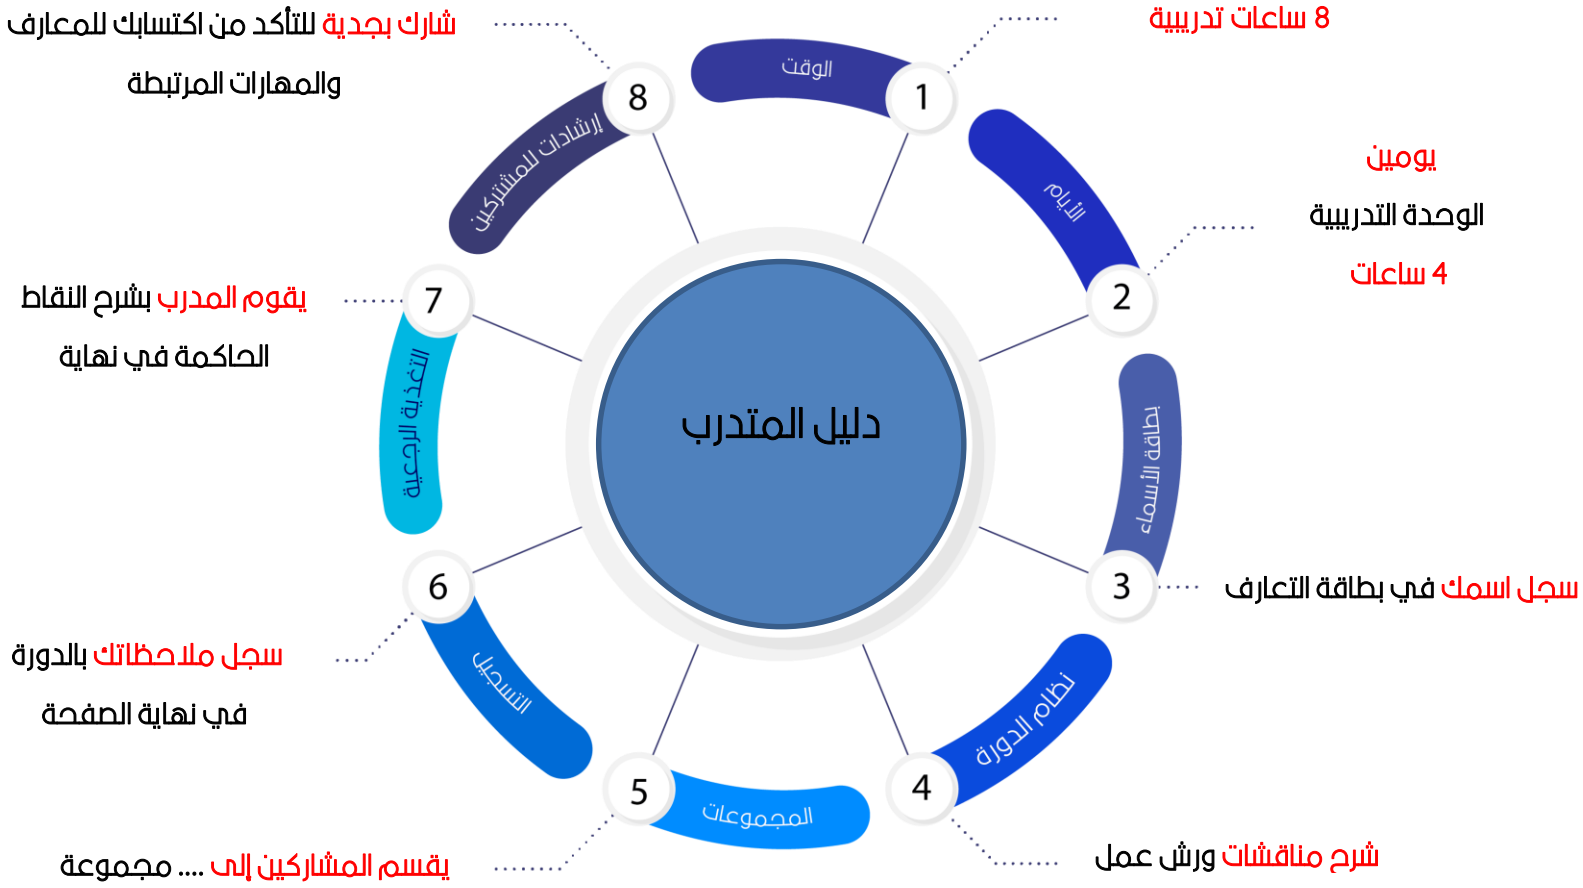 دليل المتدرب
1
الوقت
8 ساعات تدريبية
2
الأيام
يومين
الوحدة التدريبية
4 ساعات
3
بطاقة الأسماء
سجل اسمك في بطاقة التعارف
4
نظام الدورة
شرح مناقشات ورش عمل
5
المجموعات
يقسم المشاركين إلى .... مجموعة
6
التسجيل
سجل ملاحظاتك بالدورة
في نهاية الصفحة
7
التغذية الرجعية
يقوم المدرب بشرح النقاط
الحاكمة في نهاية
8
إرشادات للمشتركين
شارك بجدية للتأكد من اكتسابك للمعارف
والمهارات المرتبطة